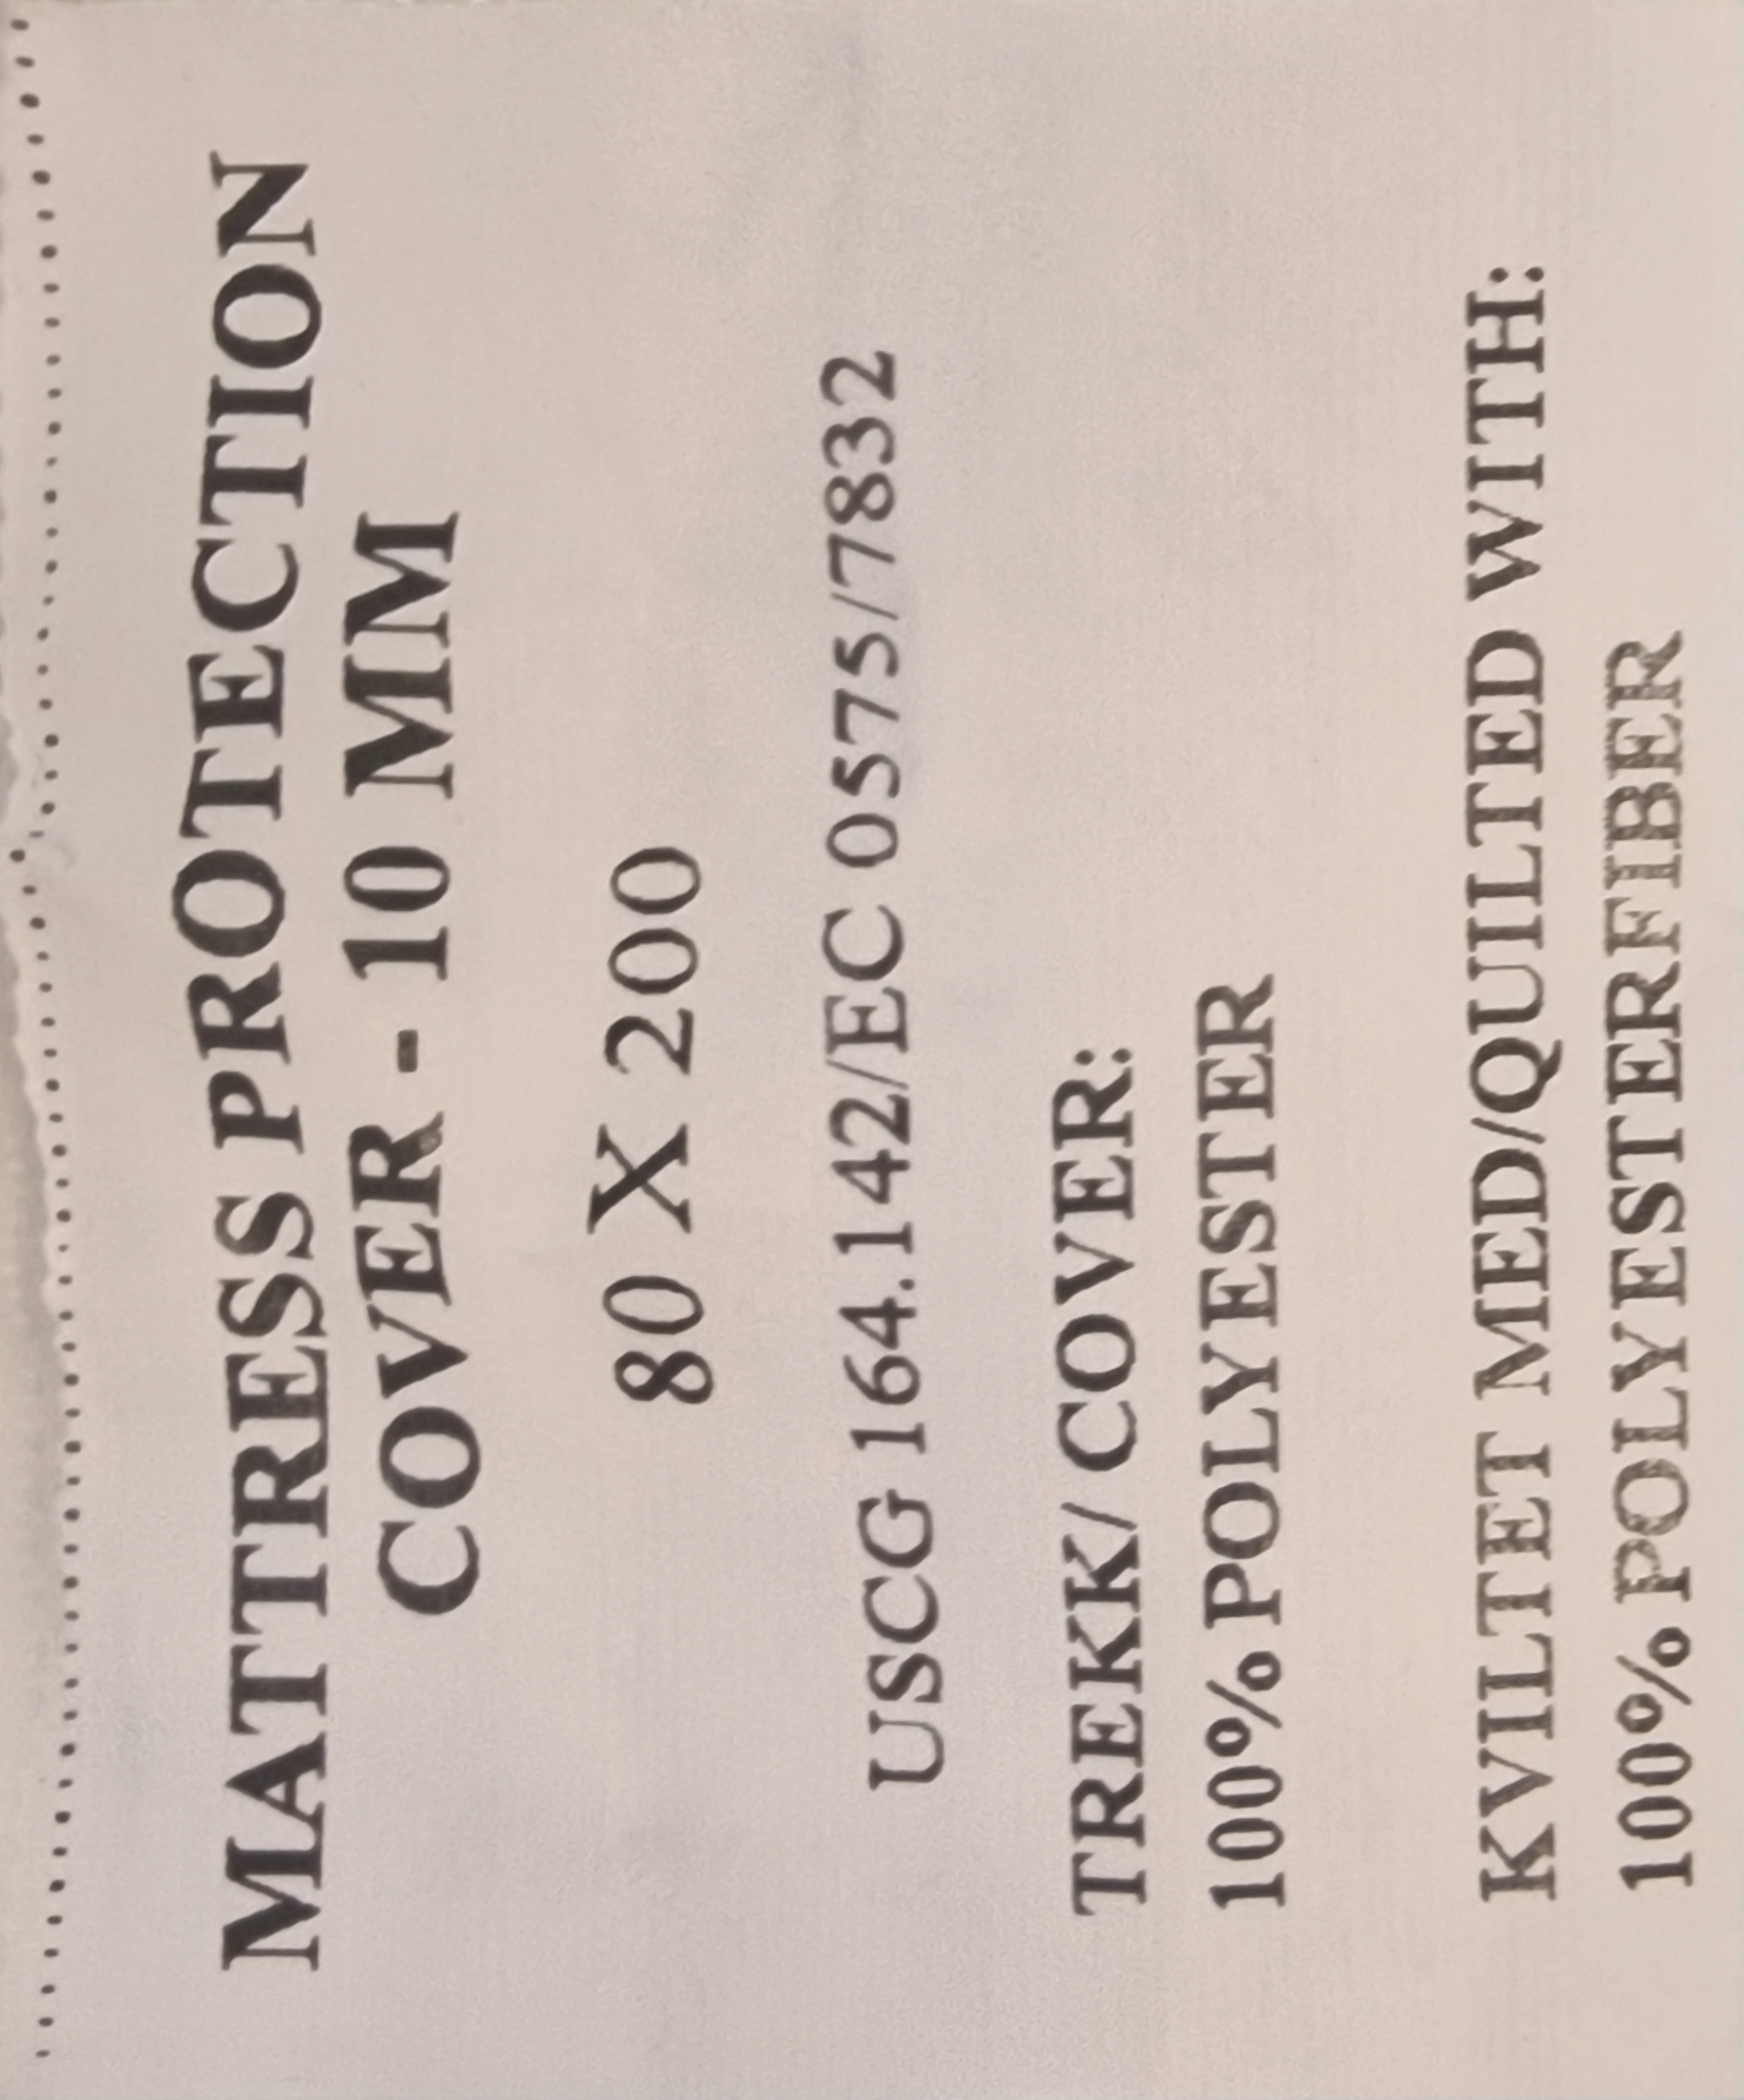 MATTRESS PROTECTION
COVER - 10 MM
80 X 200
USCG 164.142/EC 0575/7832
TREKK/ COVER:
100% POLYESTER
KVILTET MED/QUILTED WITH:
100% POLYESTERFIBER